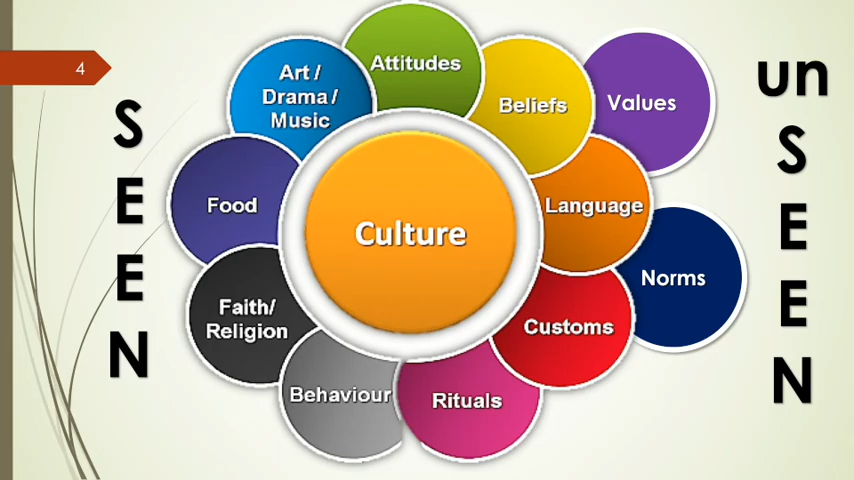 4
S
E
E
N
Art /
Drama /
Music
Attitudes
Beliefs
Values
Food
Culture
Language
Norms
Faith/
Religion
Customs
Behaviour
Rituals
un
S
E
E
N